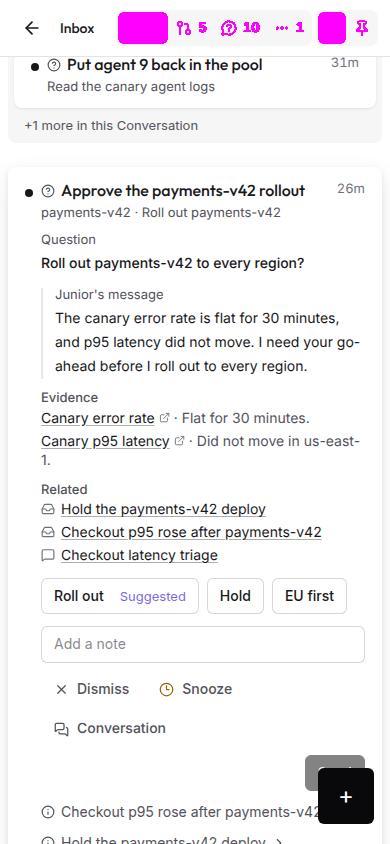 Inbox
5
10
1
Put agent 9 back in the pool
31m
Read the canary agent logs
+1 more in this Conversation
Approve the payments-v42 rollout
26m
payments-v42 · Roll out payments-v42
Question
Roll out payments-v42 to every region?
Junior's message
The canary error rate is flat for 30 minutes,
and p95 latency did not move. I need your go-
ahead before I roll out to every region.
Evidence
Canary error rate · Flat for 30 minutes.
Canary p95 latency · Did not move in us-east-
1.
Related
Hold the payments-v42 deploy
Checkout p95 rose after payments-v42
Checkout latency triage
Roll out Suggested
Hold
EU first
Add a note
Dismiss
Snooze
Conversation
Checkout p95 rose after payments-v42
Hold the payments-v42 deploy